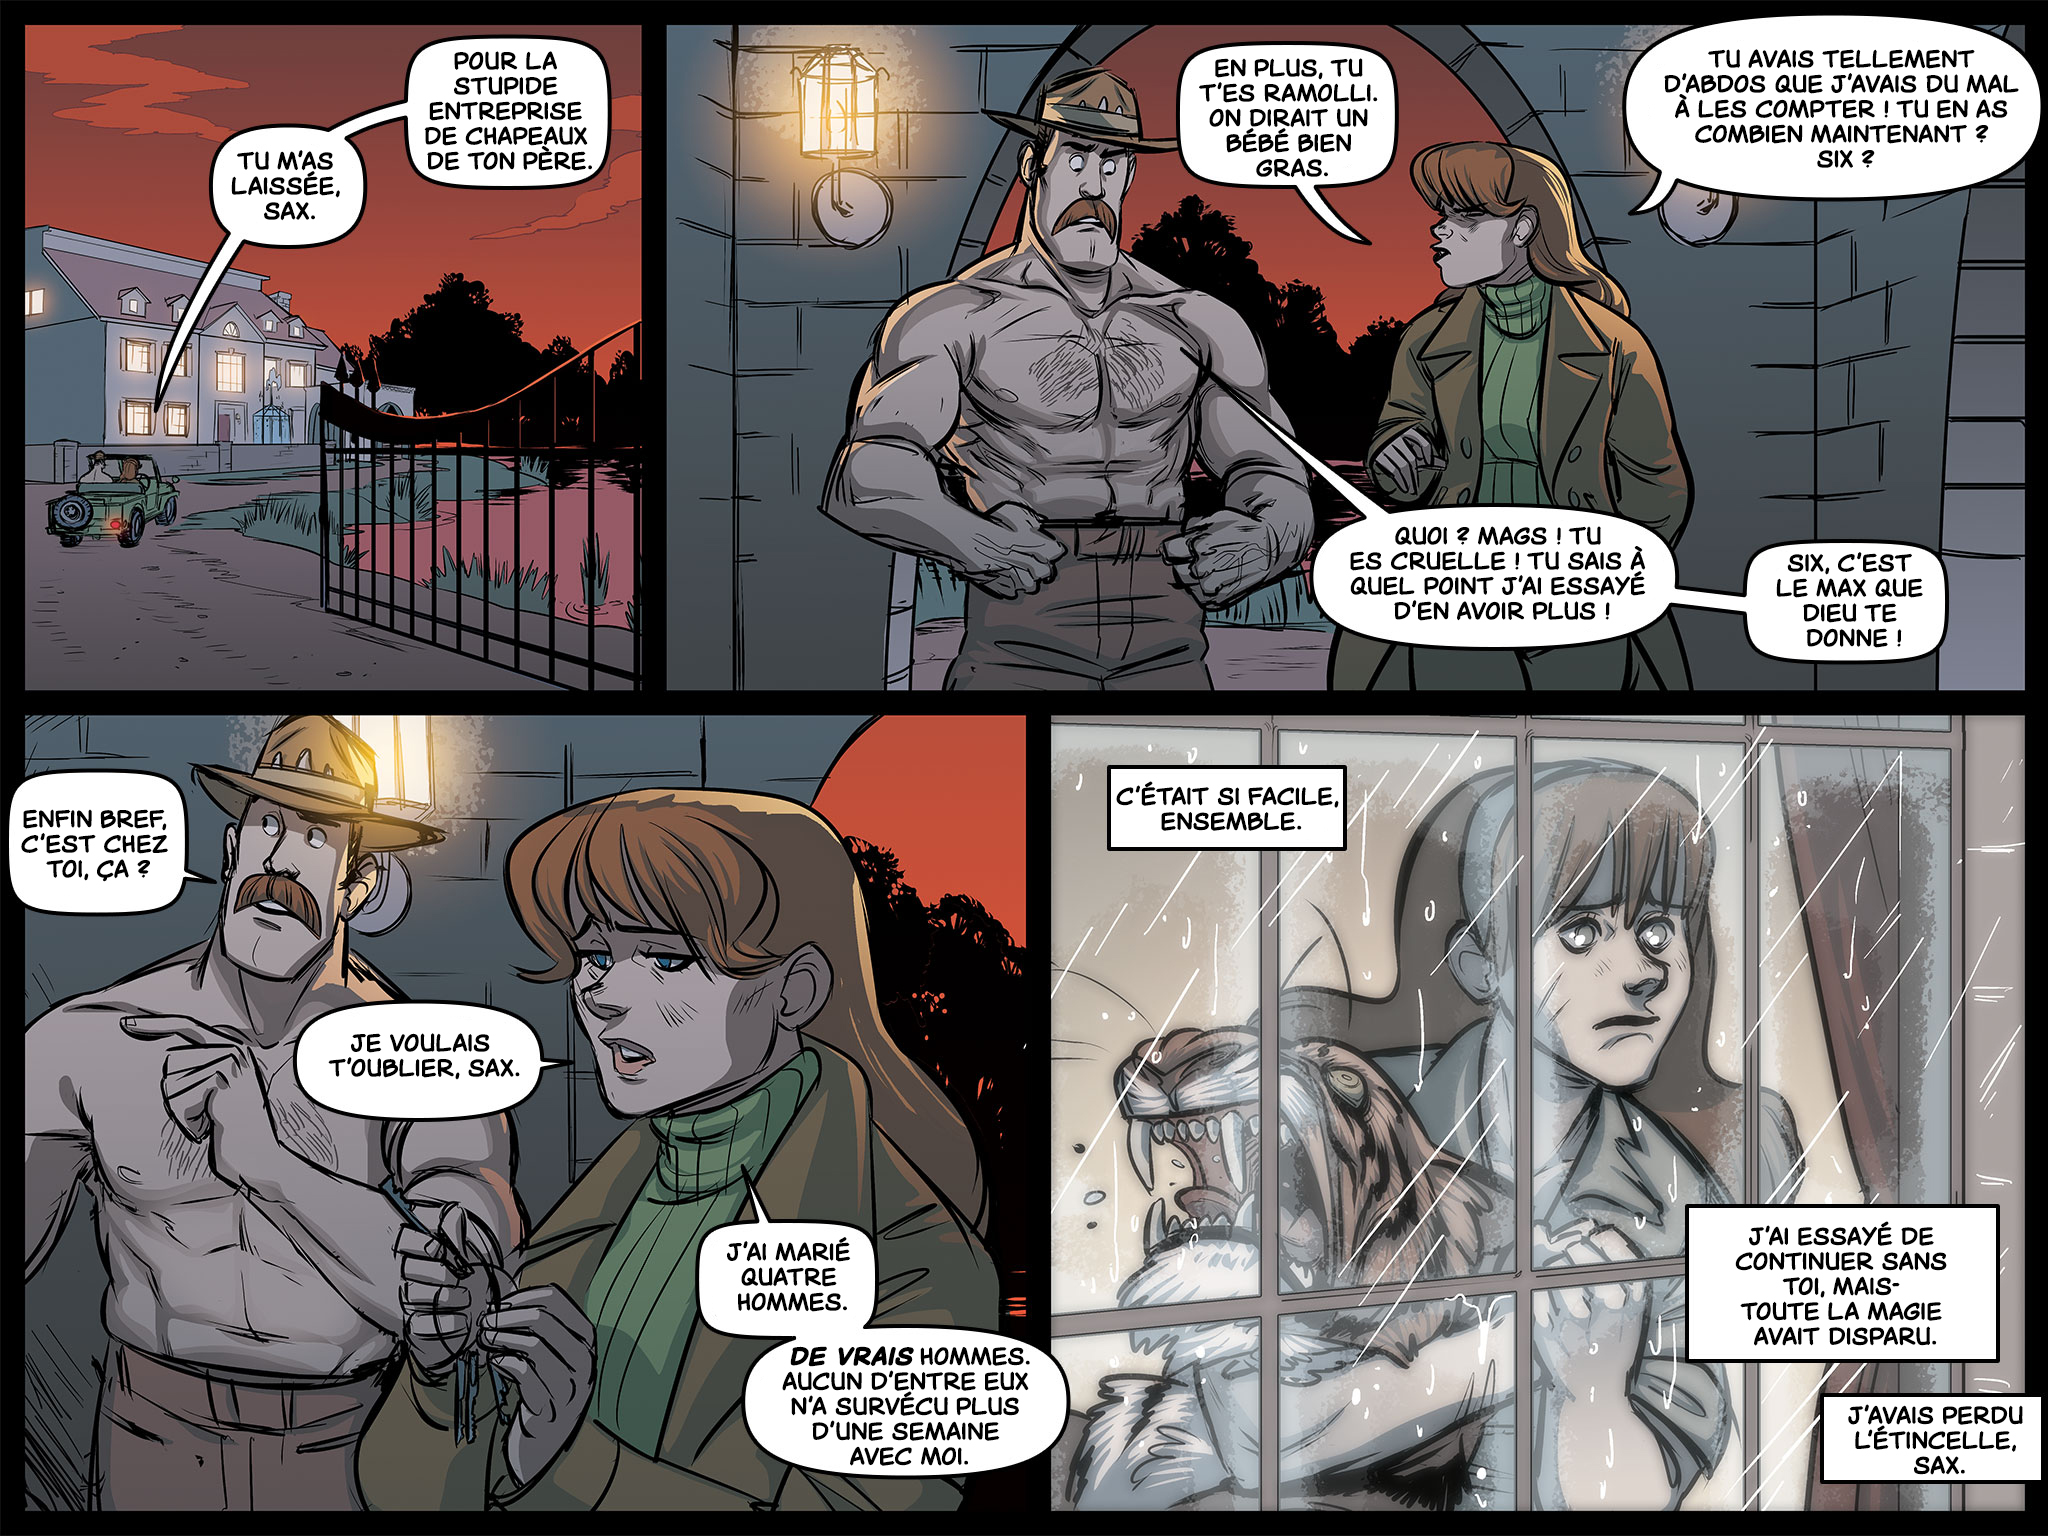 TU M'AS
LAISSÉE,
SAX.
POUR LA
STUPIDE
ENTREPRISE
DE CHAPEAUX
DE TON PÈRE.
EN PLUS, TU
T'ES RAMOLLI.
ON DIRAIT UN
BÉBÉ BIEN
GRAS.
TU AVAIS TELLEMENT
D'ABDOS QUE J'AVAIS DU MAL
À LES COMPTER ! TU EN AS
COMBIEN MAINTENANT ?
SIX ?
QUOI ? MAGS ! TU
ES CRUELLE ! TU SAIS À
QUEL POINT J'AI ESSAYÉ
D'EN AVOIR PLUS !
SIX, C'EST
LE MAX QUE
DIEU TE
DONNE !
ENFIN BREF,
C'EST CHEZ
TOI, ÇA ?
JE VOULAIS
T'OUBLIER, SAX.
J'AI MARIÉ
QUATRE
HOMMES.
DE VRAIS HOMMES.
AUCUN D'ENTRE EUX
N'A SURVÉCU PLUS
D'UNE SEMAINE
AVEC MOI.
C'ÉTAIT SI FACILE,
ENSEMBLE.
J'AI ESSAYÉ DE
CONTINUER SANS
TOI, MAIS-
TOUTE LA MAGIE
AVAIT DISPARU.
J'AVAIS PERDU
L'ÉTINCELLE,
SAX.